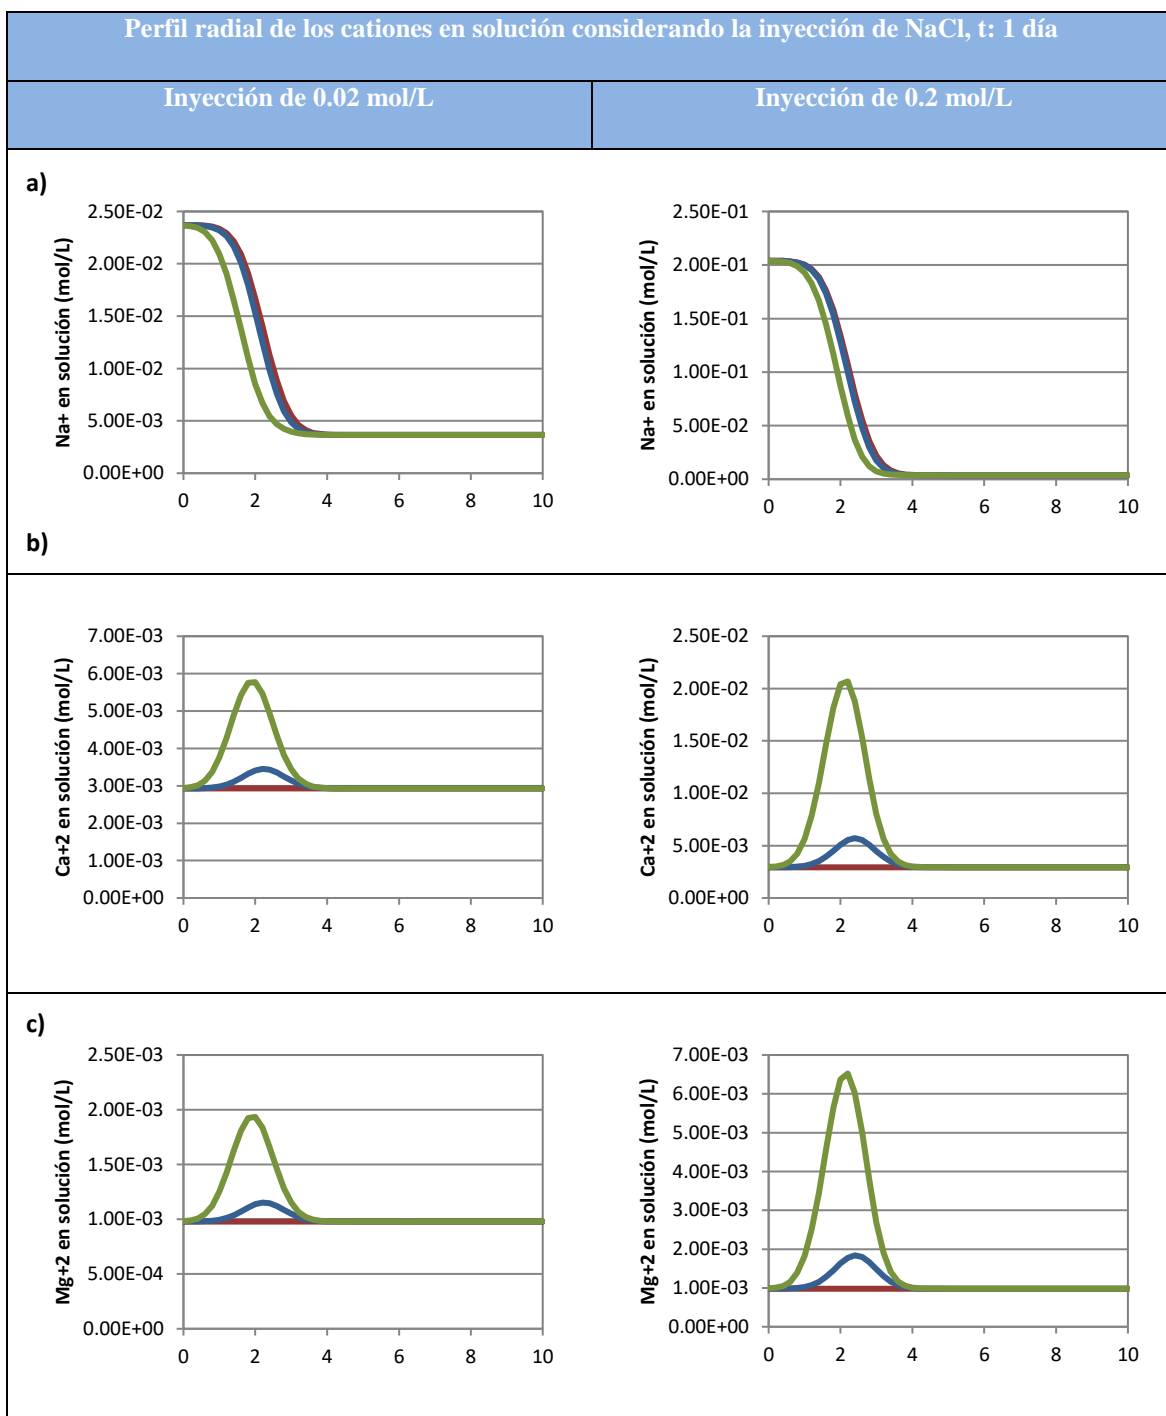 Perfil radial de los cationes en solución considerando la inyección de NaCl, t: 1 día
Inyección de 0.02 mol/L
Inyección de 0.2 mol/L
a)
Na+ en solución (mol/L)
2.50E-02
2.00E-02
1.50E-02
1.00E-02
5.00E-03
0.00E+00
0 2 4 6 8 10
Na+ en solución (mol/L)
2.50E-01
2.00E-01
1.50E-01
1.00E-01
5.00E-02
0.00E+00
0 2 4 6 8 10
b)
Ca+2 en solución (mol/L)
7.00E-03
6.00E-03
5.00E-03
4.00E-03
3.00E-03
2.00E-03
1.00E-03
0.00E+00
0 2 4 6 8 10
Ca+2 en solución (mol/L)
2.50E-02
2.00E-02
1.50E-02
1.00E-02
5.00E-03
0.00E+00
0 2 4 6 8 10
c)
Mg+2 en solución (mol/L)
2.50E-03
2.00E-03
1.50E-03
1.00E-03
5.00E-04
0.00E+00
0 2 4 6 8 10
Mg+2 en solución (mol/L)
7.00E-03
6.00E-03
5.00E-03
4.00E-03
3.00E-03
2.00E-03
1.00E-03
0.00E+00
0 2 4 6 8 10